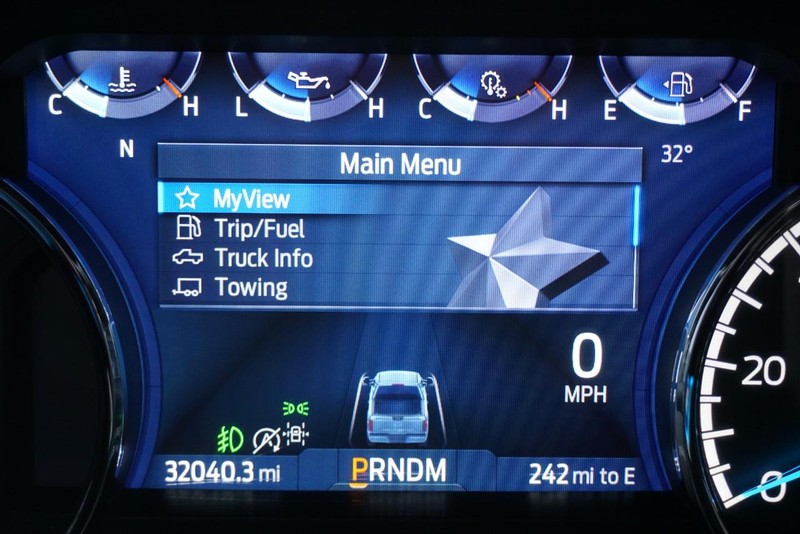 C H L H C H E F
N 32°
Main Menu
MyView
Trip/Fuel
Truck Info
Towing
0
MPH
20
0
32040.3 mi PRNDM 242 mi to E